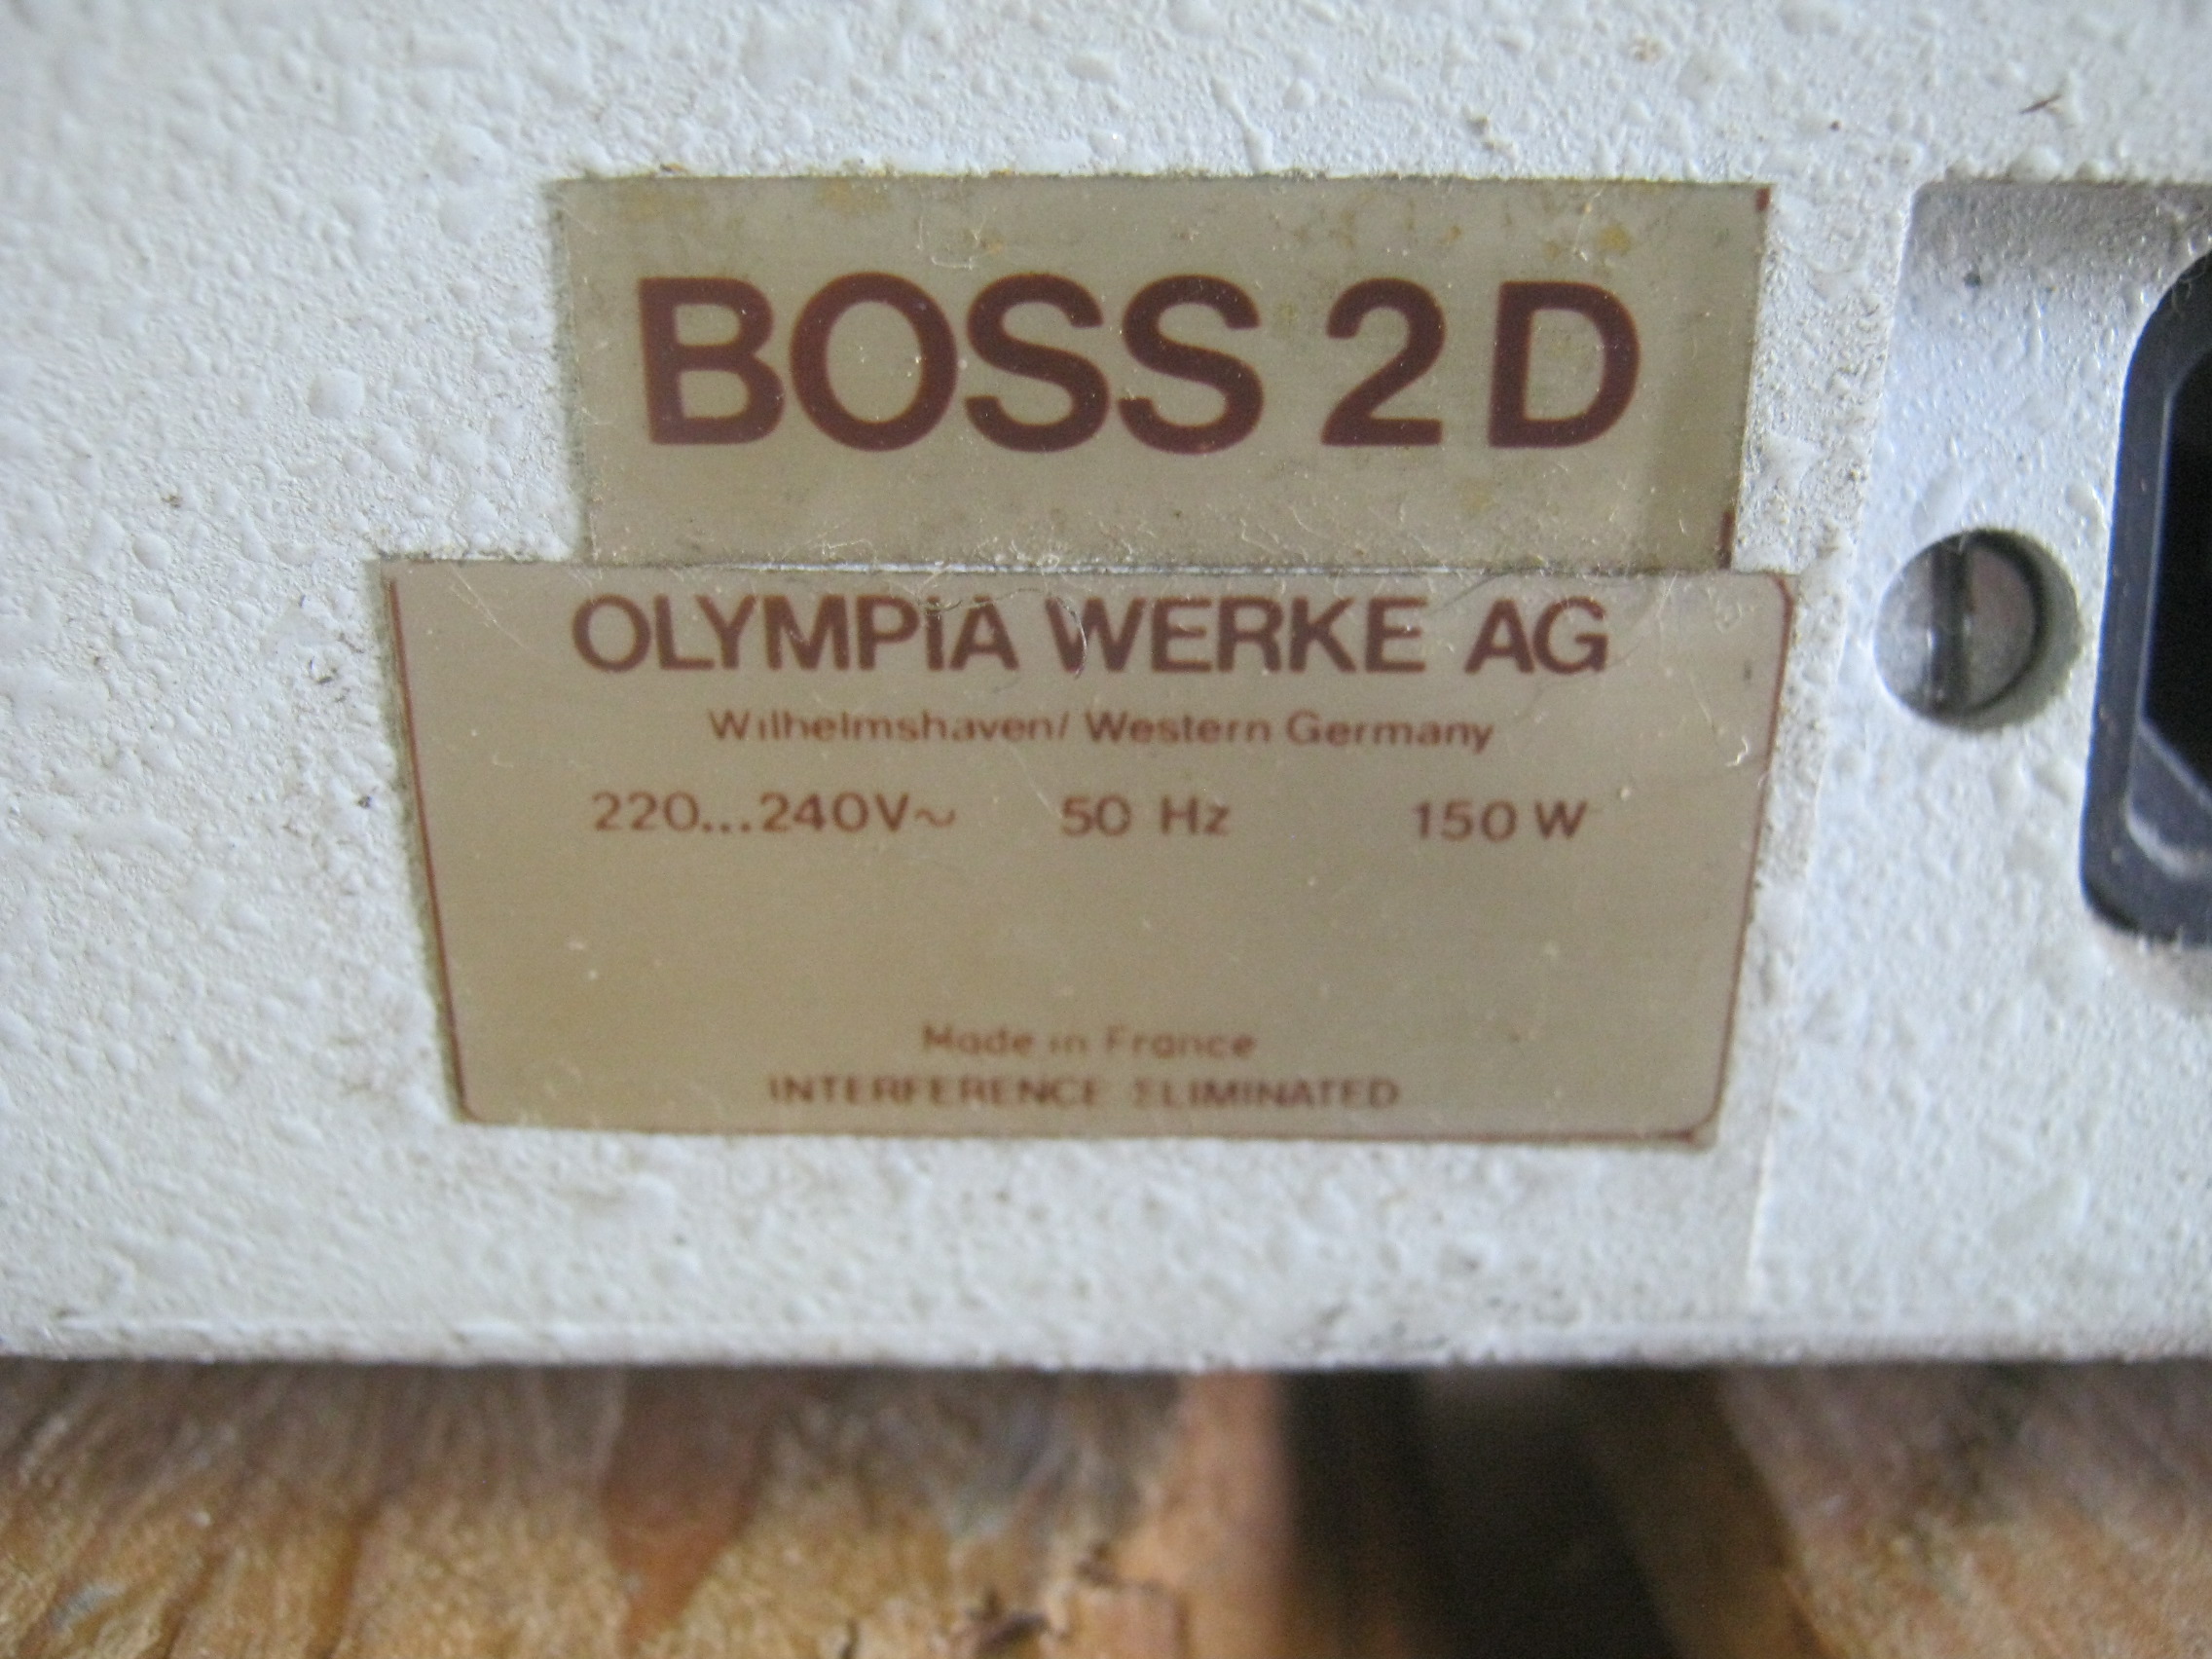 BOSS 2 D
OLYMPIA WERKE AG
Wilhelmshaven/ Western Germany
220...240V~ 50 Hz 150 W
Made in France
INTERFERENCE ELIMINATED